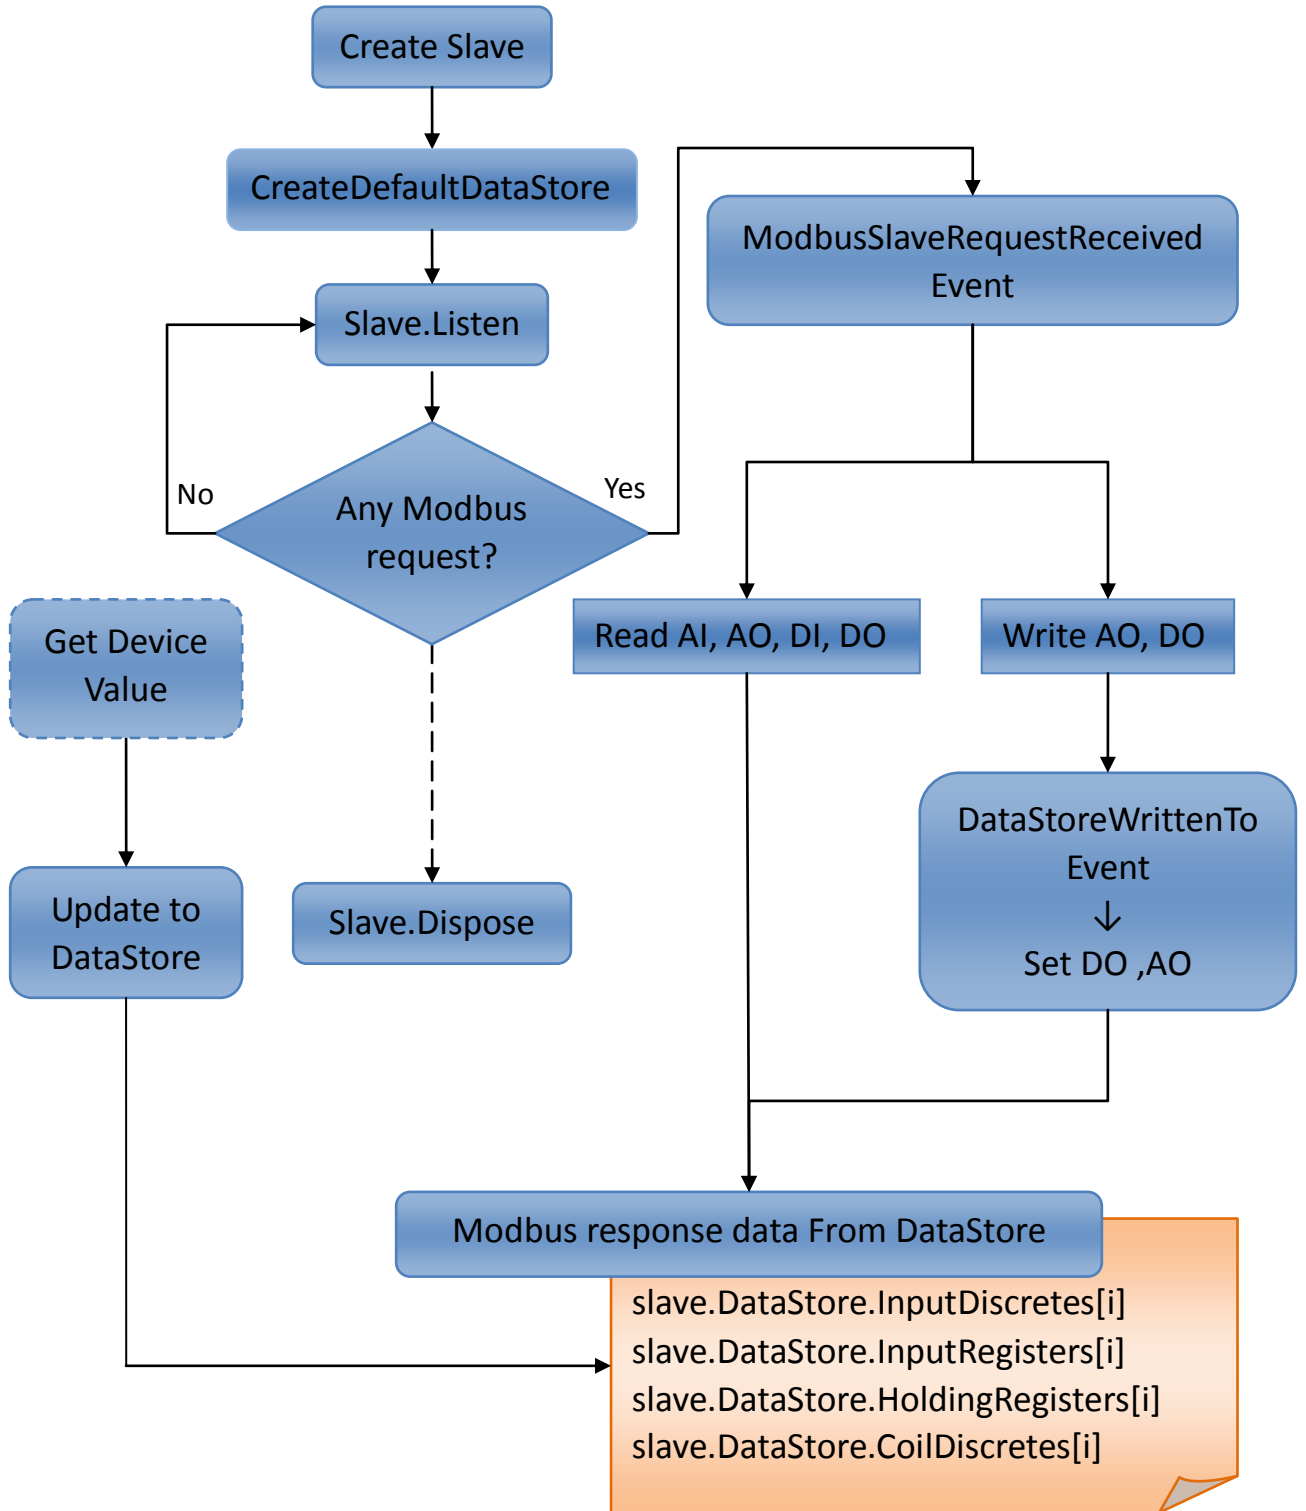 Create Slave
CreateDefaultDataStore
ModbusSlaveRequestReceived
Event
Slave.Listen
No
Yes
Any Modbus
request?
Get Device
Value
Read AI, AO, DI, DO
Write AO, DO
DataStoreWrittenTo
Event
↓
Set DO ,AO
Update to
DataStore
Slave.Dispose
Modbus response data From DataStore
slave.DataStore.InputDiscretes[i]
slave.DataStore.InputRegisters[i]
slave.DataStore.HoldingRegisters[i]
slave.DataStore.CoilDiscretes[i]